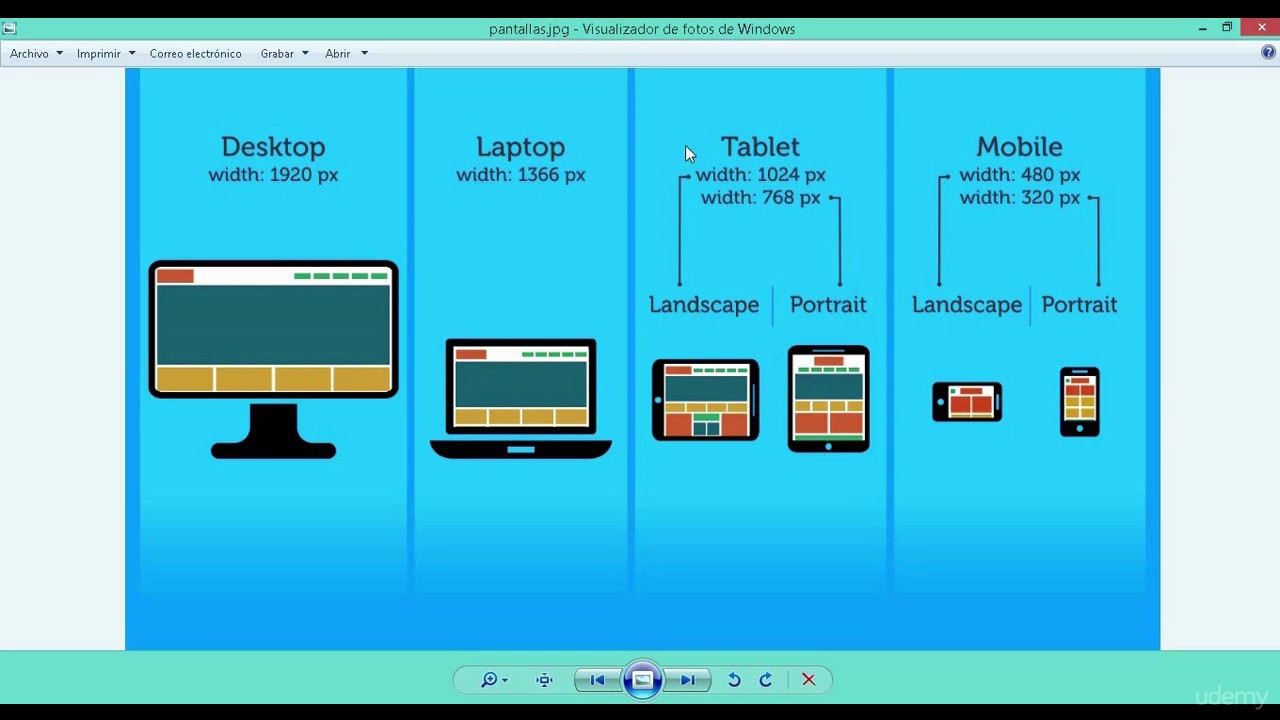 pantallas.jpg - Visualizador de fotos de Windows
Archivo Imprimir Correo electrónico Grabar Abrir
Desktop
width: 1920 px
Laptop
width: 1366 px
Tablet
width: 1024 px
width: 768 px
Landscape
Portrait
Mobile
width: 480 px
width: 320 px
Landscape
Portrait
udemy